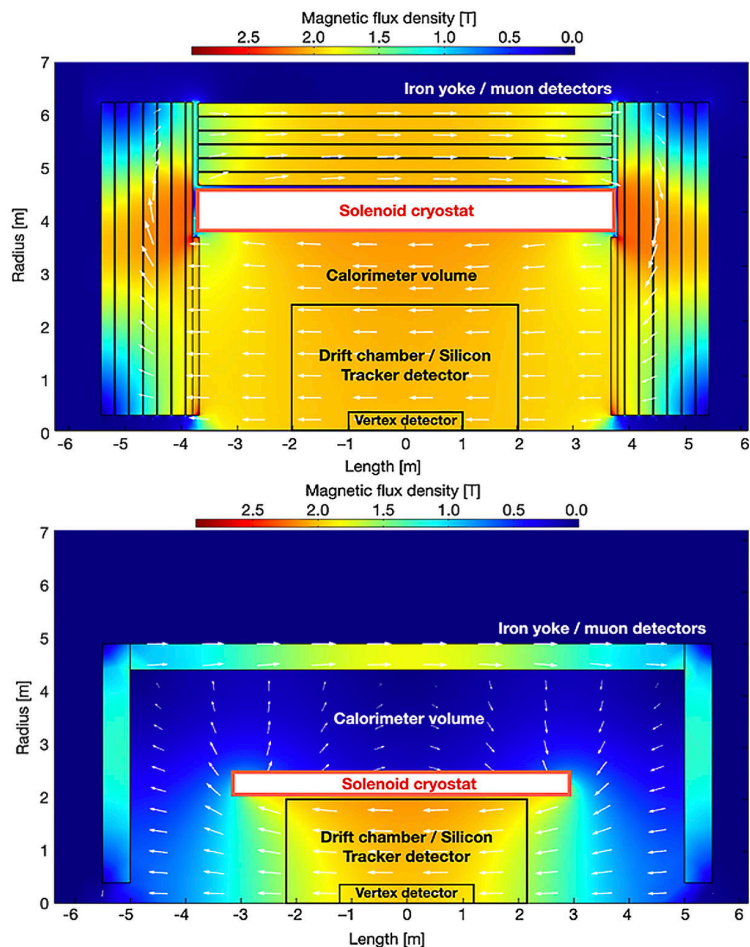 Magnetic flux density [T]
2.5 2.0 1.5 1.0 0.5 0.0
7
Iron yoke / muon detectors
6
5
Solenoid cryostat
4
Radius [m]
3
Calorimeter volume
2
Drift chamber / Silicon
Tracker detector
1
Vertex detector
0
-6 -5 -4 -3 -2 -1 0 1 2 3 4 5 6
Length [m]
Magnetic flux density [T]
2.5 2.0 1.5 1.0 0.5 0.0
7
6
Iron yoke / muon detectors
5
4
Calorimeter volume
Radius [m]
3
Solenoid cryostat
2
Drift chamber / Silicon
Tracker detector
1
Vertex detector
0
-6 -5 -4 -3 -2 -1 0 1 2 3 4 5 6
Length [m]